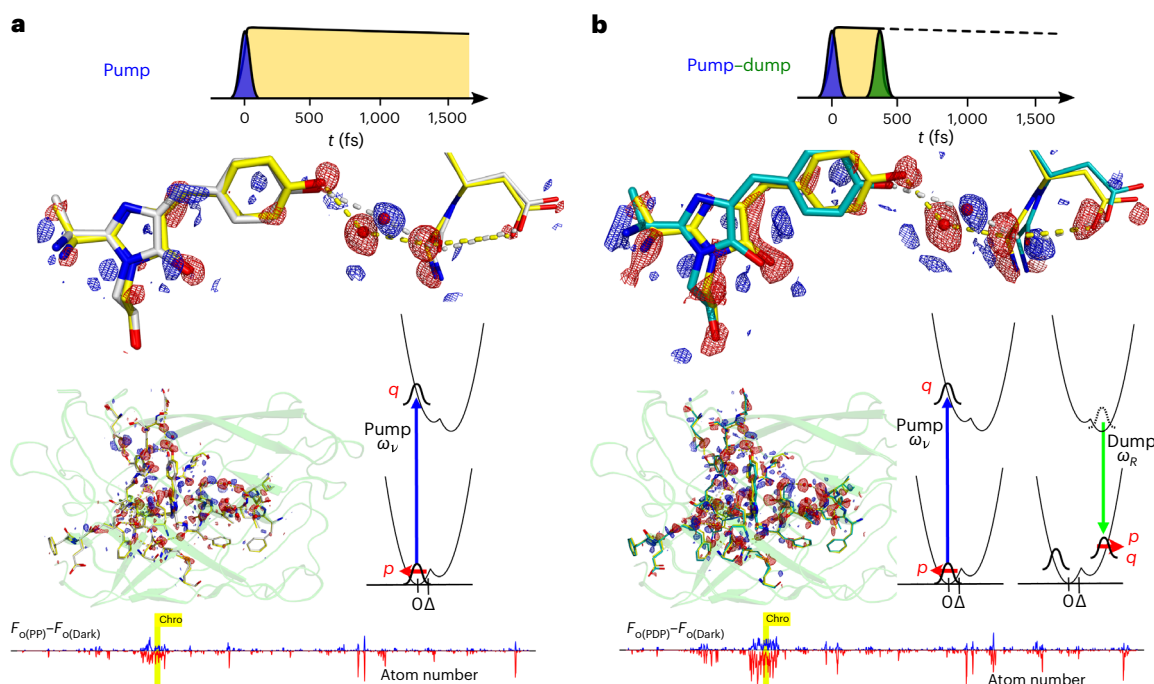 a
Pump
0 500 1,000 1,500
t (fs)
q
Pump
ων
p
0Δ
Fo(PP)–Fo(Dark)
Chro
Atom number
b
Pump–dump
0 500 1,000 1,500
t (fs)
q
Pump
ων
p
0Δ
Dump
ωR
p
q
0Δ
Fo(PDP)–Fo(Dark)
Chro
Atom number